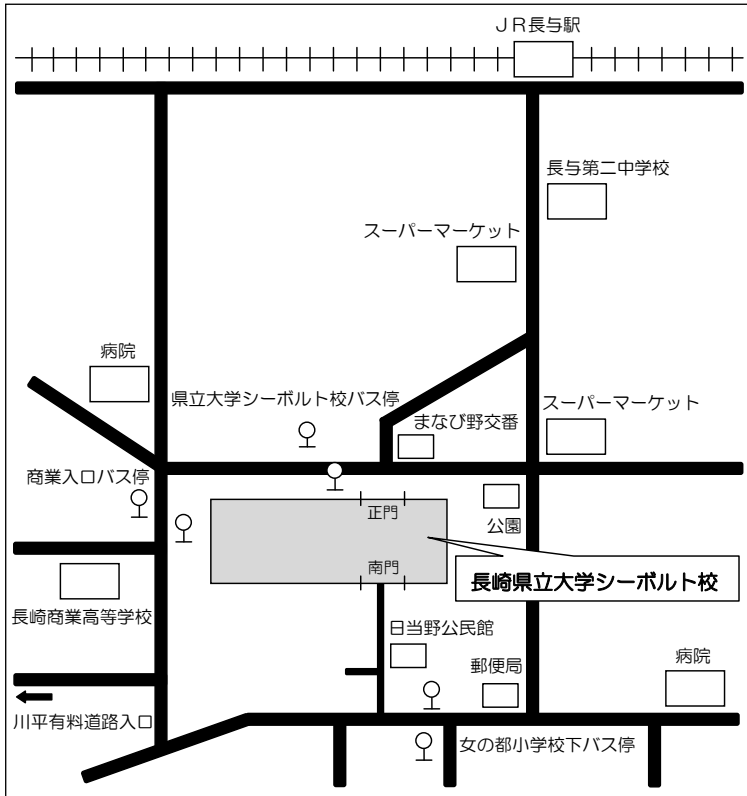 ＪＲ長与駅
長与第二中学校
スーパーマーケット
病院
県立大学シーボルト校バス停
まなび野交番
スーパーマーケット
商業入口バス停
正門
公園
南門
長崎県立大学シーボルト校
長崎商業高等学校
日当野公民館
郵便局
病院
川平有料道路入口
女の都小学校下バス停